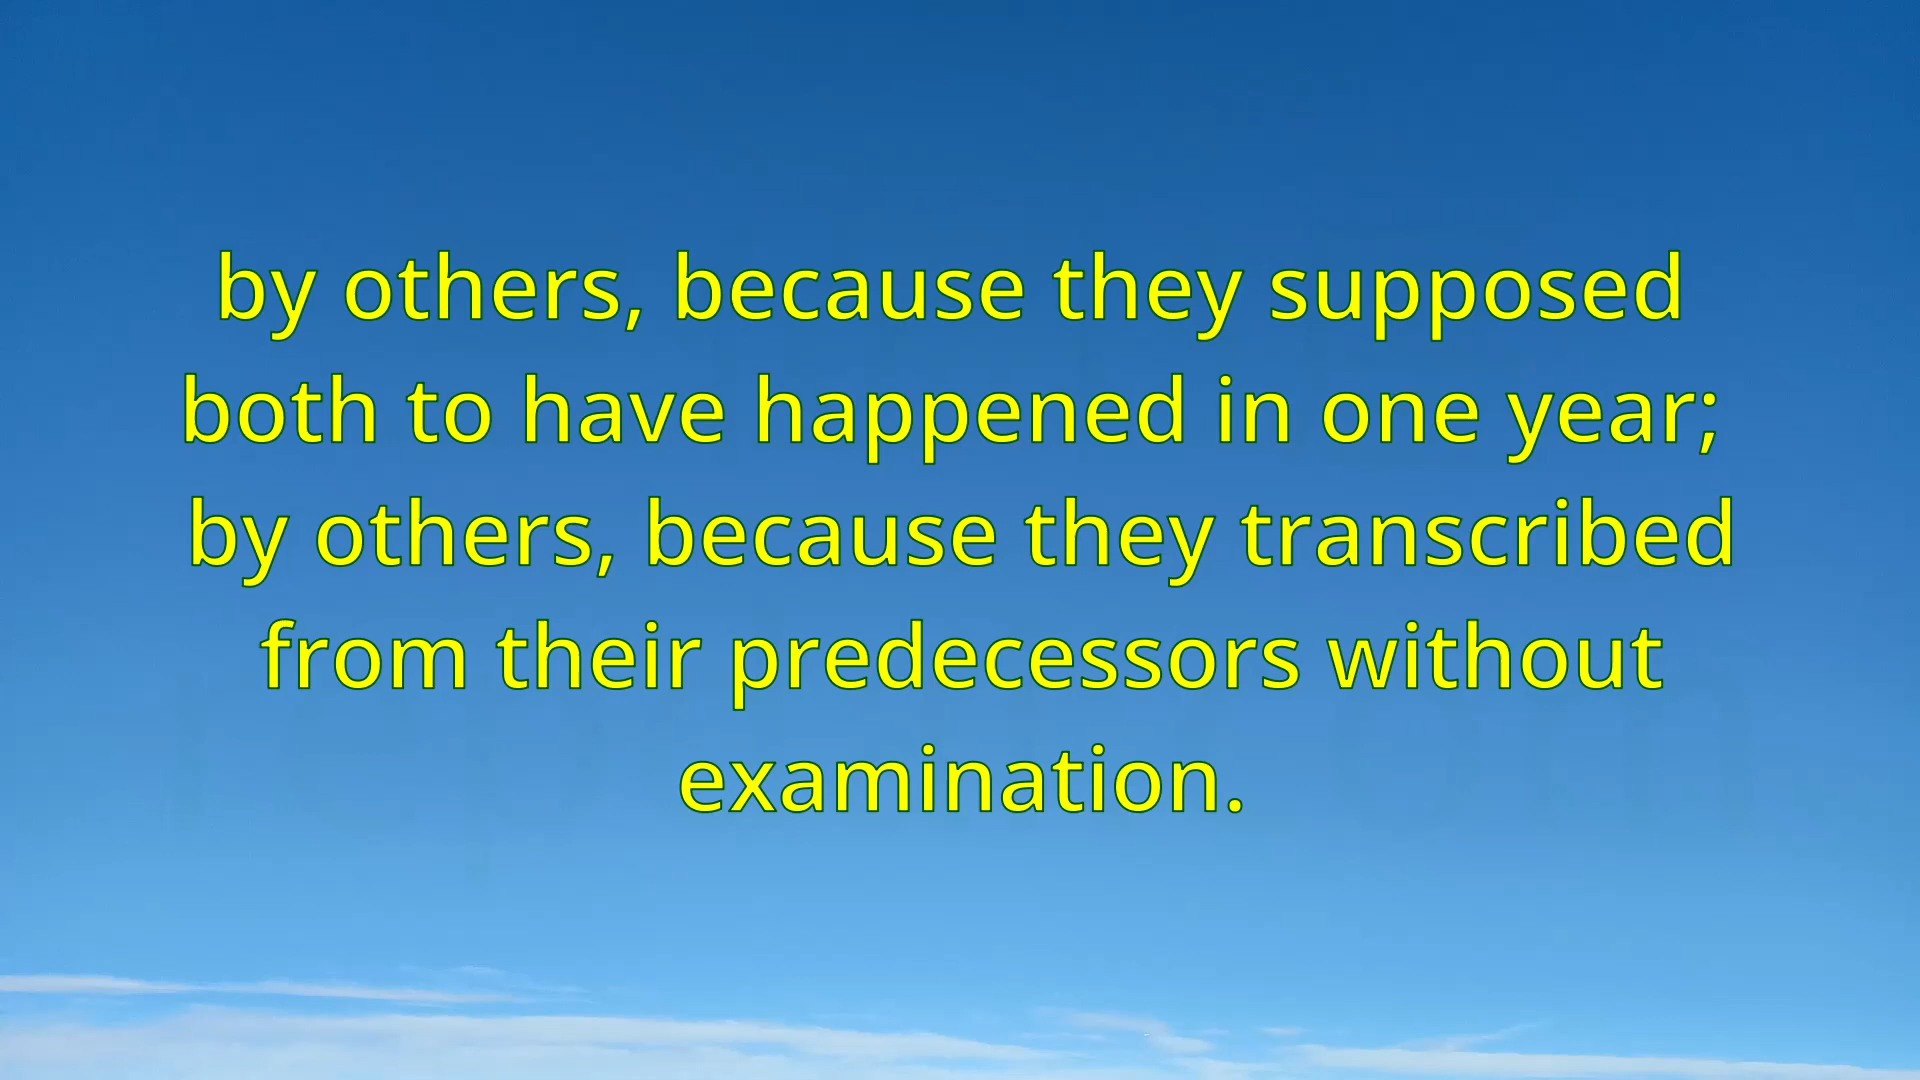 by others, because they supposed
both to have happened in one year;
by others, because they transcribed
from their predecessors without
examination.